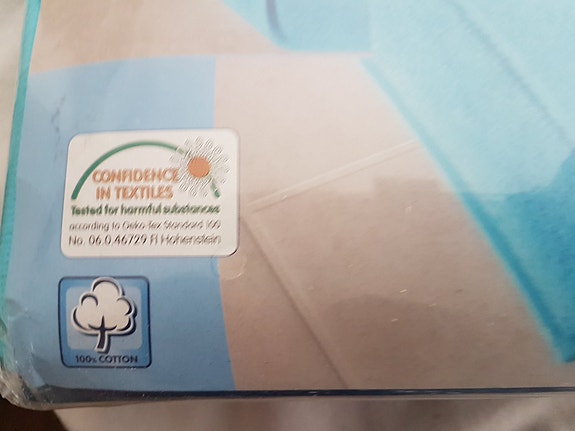 CONFIDENCE
IN TEXTILES
Tested for harmful substances
according to Oeko-Tex Standard 100
No. 06.0.46729 FI Hohenstein
100% COTTON